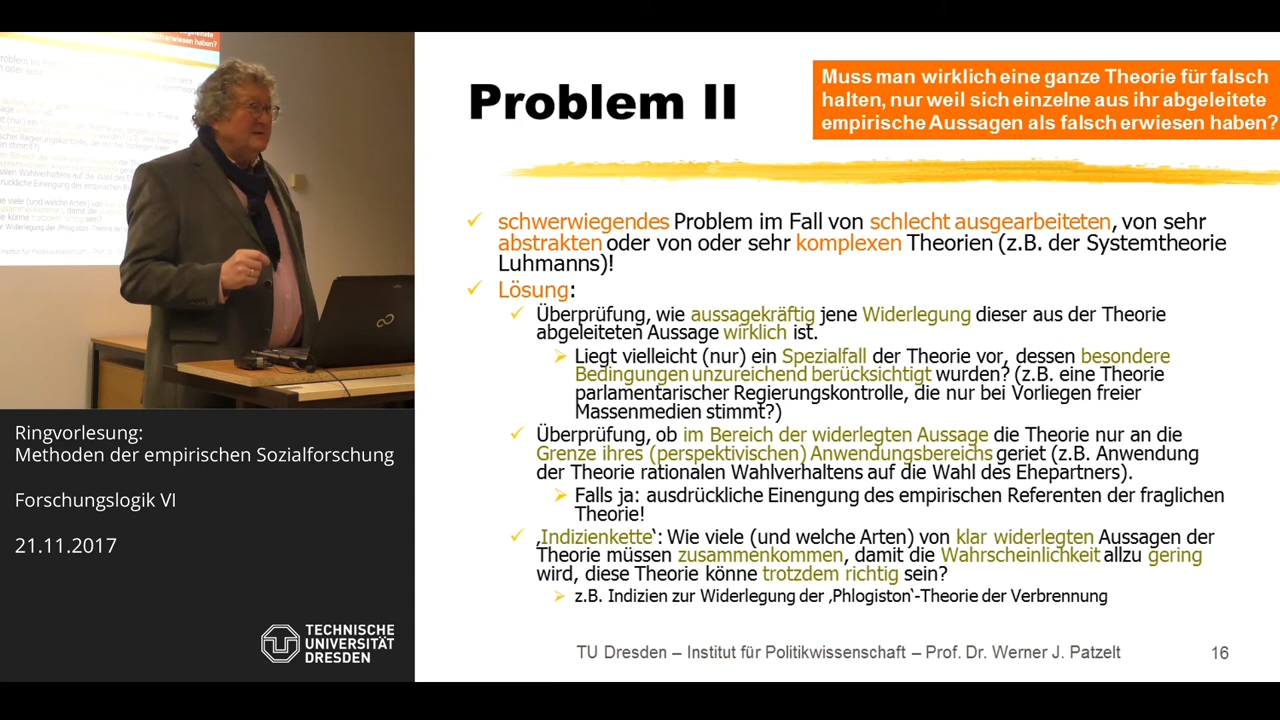 Problem II
Muss man wirklich eine ganze Theorie für falsch
halten, nur weil sich einzelne aus ihr abgeleitete
empirische Aussagen als falsch erwiesen haben?
schwerwiegendes Problem im Fall von schlecht ausgearbeiteten, von sehr
abstrakten oder von oder sehr komplexen Theorien (z.B. der Systemtheorie
Luhmanns)!
Lösung:
Überprüfung, wie aussagekräftig jene Widerlegung dieser aus der Theorie
abgeleiteten Aussage wirklich ist.
Liegt vielleicht (nur) ein Spezialfall der Theorie vor, dessen besondere
Bedingungen unzureichend berücksichtigt wurden? (z.B. eine Theorie
parlamentarischer Regierungskontrolle, die nur bei Vorliegen freier
Massenmedien stimmt?)
Überprüfung, ob im Bereich der widerlegten Aussage die Theorie nur an die
Grenze ihres (perspektivischen) Anwendungsbereichs geriet (z.B. Anwendung
der Theorie rationalen Wahlverhaltens auf die Wahl des Ehepartners).
Falls ja: ausdrückliche Einengung des empirischen Referenten der fraglichen
Theorie!
‚Indizienkette‘: Wie viele (und welche Arten) von klar widerlegten Aussagen der
Theorie müssen zusammenkommen, damit die Wahrscheinlichkeit allzu gering
wird, diese Theorie könne trotzdem richtig sein?
z.B. Indizien zur Widerlegung der ‚Phlogiston‘-Theorie der Verbrennung
TU Dresden – Institut für Politikwissenschaft – Prof. Dr. Werner J. Patzelt
16
Ringvorlesung:
Methoden der empirischen Sozialforschung
Forschungslogik VI
21.11.2017
TECHNISCHE
UNIVERSITÄT
DRESDEN